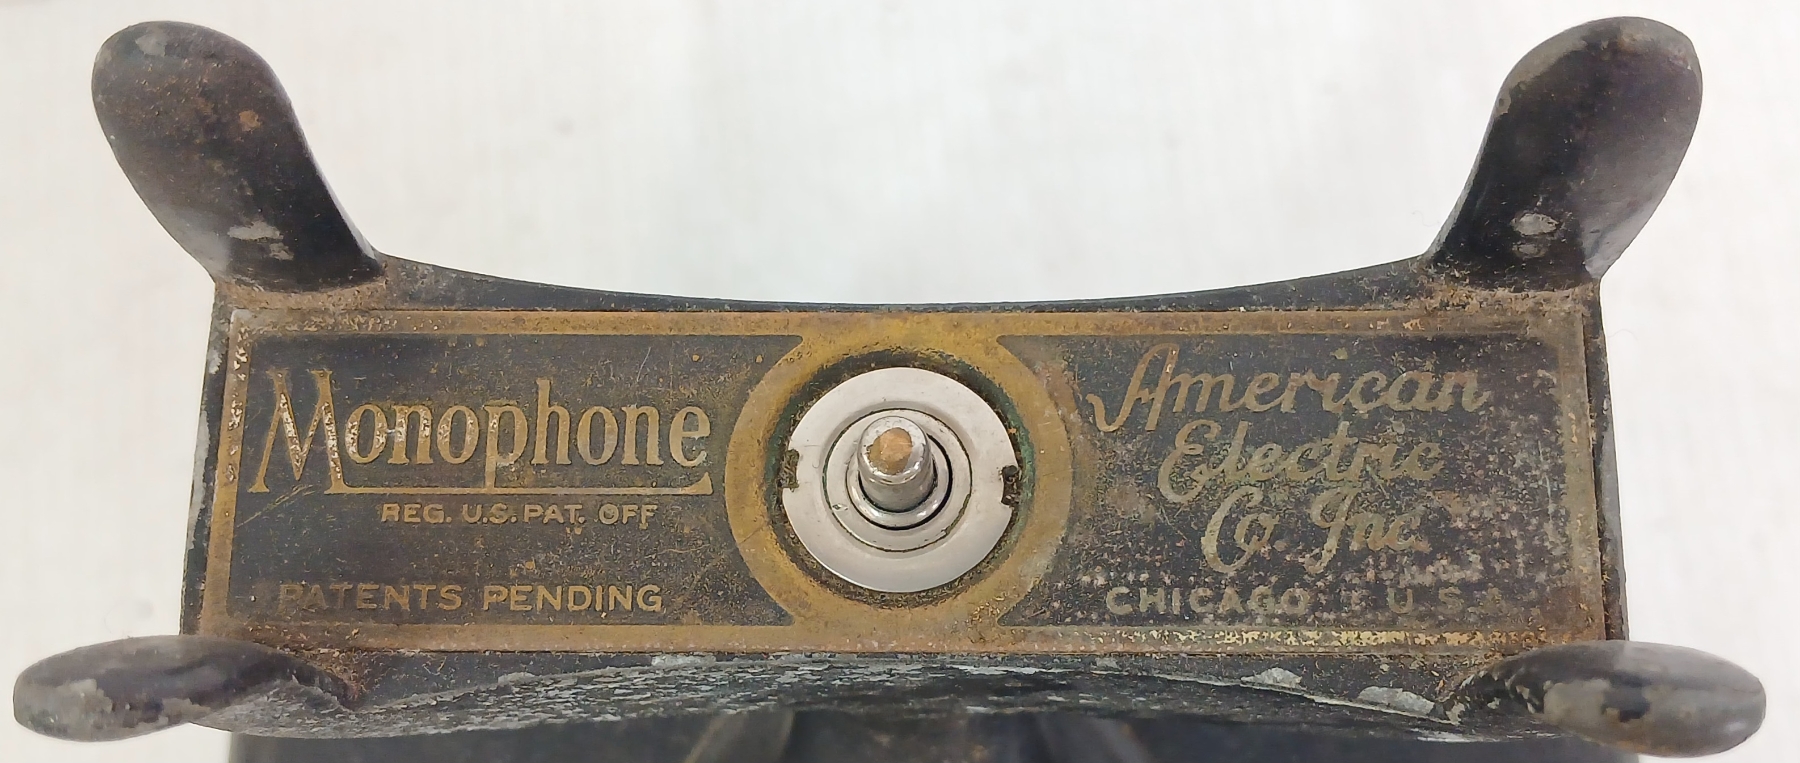 Monophone
REG. U.S. PAT. OFF
PATENTS PENDING
American
Electric
Co. Inc.
CHICAGO U.S.A.